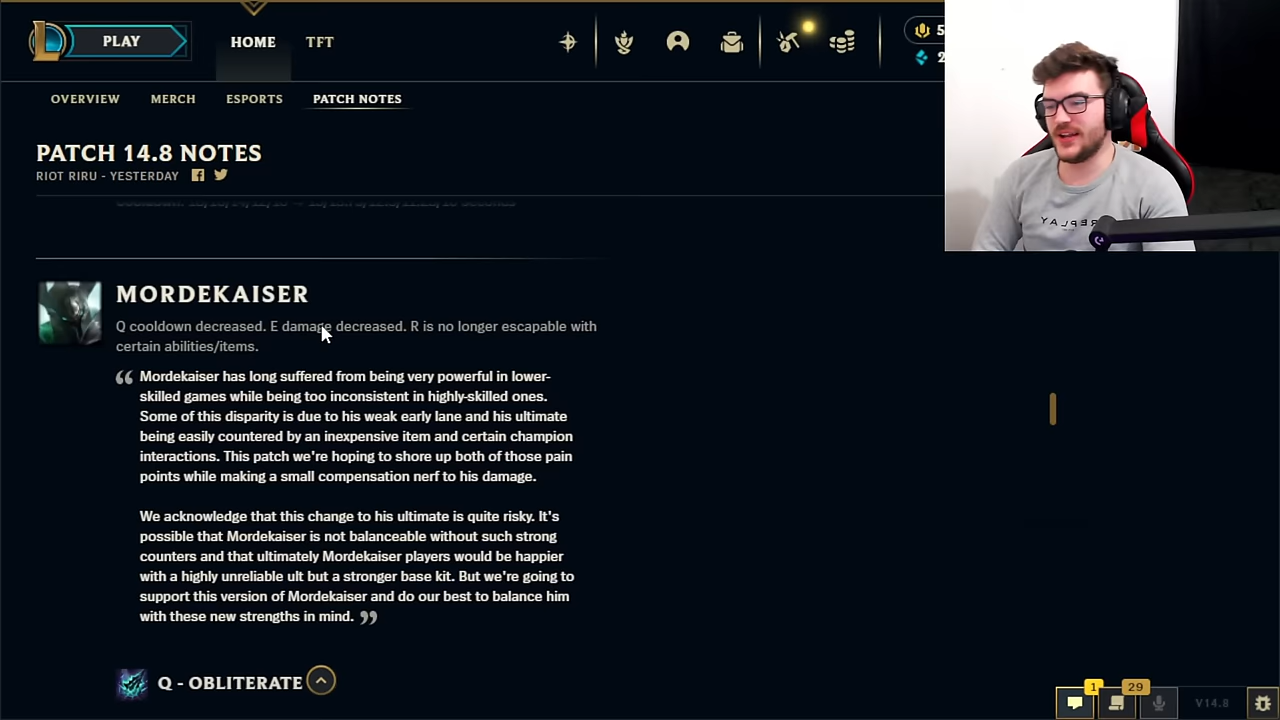 PLAY
HOME
TFT
OVERVIEW
MERCH
ESPORTS
PATCH NOTES
PATCH 14.8 NOTES
RIOT RIRU - YESTERDAY
MORDEKAISER
Q cooldown decreased. E damage decreased. R is no longer escapable with
certain abilities/items.
“ Mordekaiser has long suffered from being very powerful in lower-
skilled games while being too inconsistent in highly-skilled ones.
Some of this disparity is due to his weak early lane and his ultimate
being easily countered by an inexpensive item and certain champion
interactions. This patch we're hoping to shore up both of those pain
points while making a small compensation nerf to his damage.
We acknowledge that this change to his ultimate is quite risky. It's
possible that Mordekaiser is not balanceable without such strong
counters and that ultimately Mordekaiser players would be happier
with a highly unreliable ult but a stronger base kit. But we're going to
support this version of Mordekaiser and do our best to balance him
with these new strengths in mind. ”
Q - OBLITERATE
1
29
V14.8